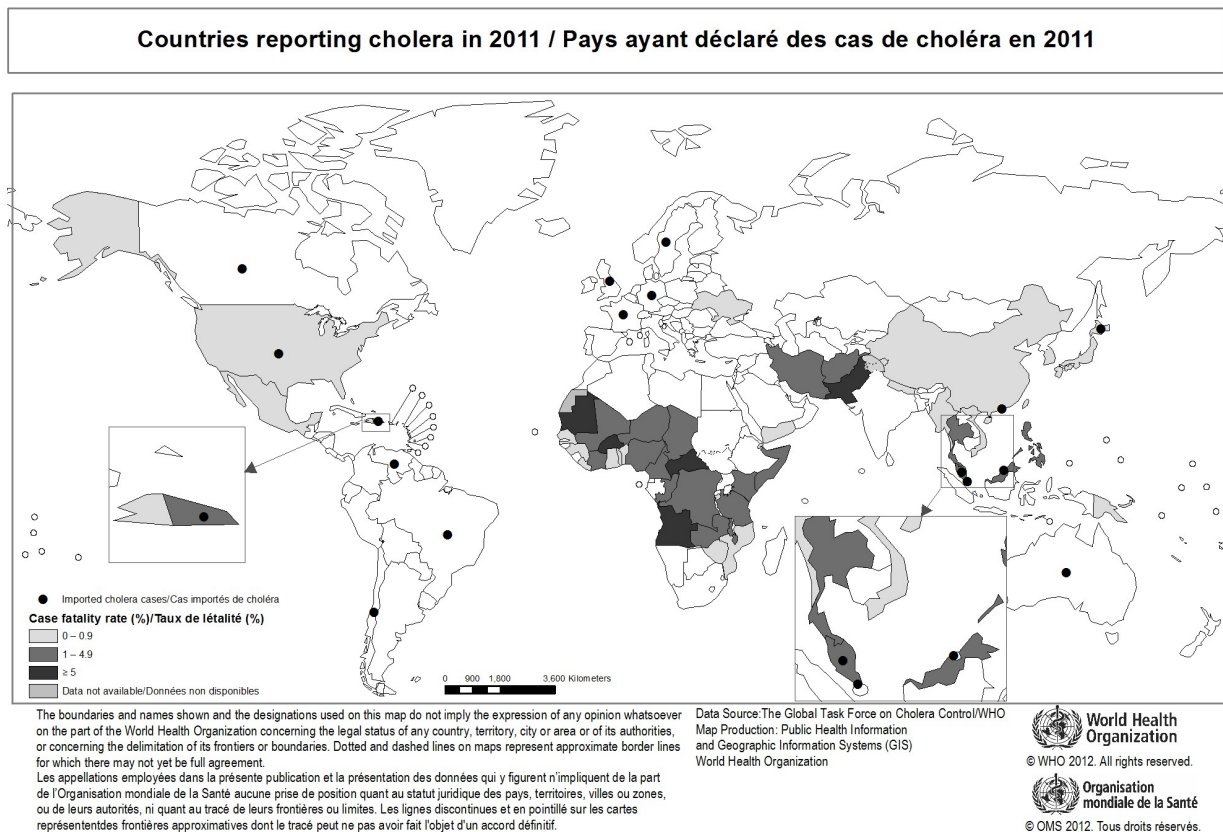 Countries reporting cholera in 2011 / Pays ayant déclaré des cas de choléra en 2011
Imported cholera cases/Cas importés de choléra
Case fatality rate (%)/Taux de létalité (%)
0 – 0.9
1 – 4.9
≥ 5
Data not available/Données non disponibles
0 900 1,800 3,600 Kilometers
The boundaries and names shown and the designations used on this map do not imply the expression of any opinion whatsoever
on the part of the World Health Organization concerning the legal status of any country, territory, city or area or of its authorities,
or concerning the delimitation of its frontiers or boundaries. Dotted and dashed lines on maps represent approximate border lines
for which there may not yet be full agreement.
Les appellations employées dans la présente publication et la présentation des données qui y figurent n'impliquent de la part
de l'Organisation mondiale de la Santé aucune prise de position quant au statut juridique des pays, territoires, villes ou zones,
ou de leurs autorités, ni quant au tracé de leurs frontières ou limites. Les lignes discontinues et en pointillé sur les cartes
représentent des frontières approximatives dont le tracé peut ne pas avoir fait l'objet d'un accord définitif.
Data Source:The Global Task Force on Cholera Control/WHO
Map Production: Public Health Information
and Geographic Information Systems (GIS)
World Health Organization
World Health
Organization
© WHO 2012. All rights reserved.
Organisation
mondiale de la Santé
© OMS 2012. Tous droits réservés.